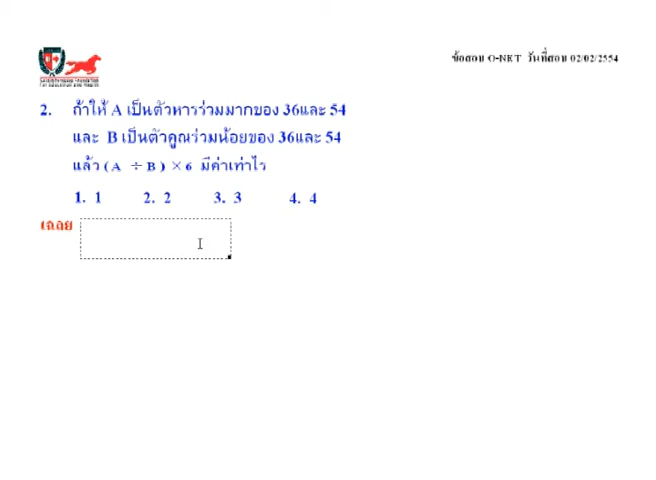 ข้อสอบ O-NET วันที่สอบ 02/02/2554
2. ถ้าให้ A เป็นตัวหารร่วมมากของ 36และ 54
และ B เป็นตัวคูณร่วมน้อยของ 36และ 54
แล้ว (A ÷ B) × 6 มีค่าเท่าไร
1. 1 2. 2 3. 3 4. 4
เฉลย